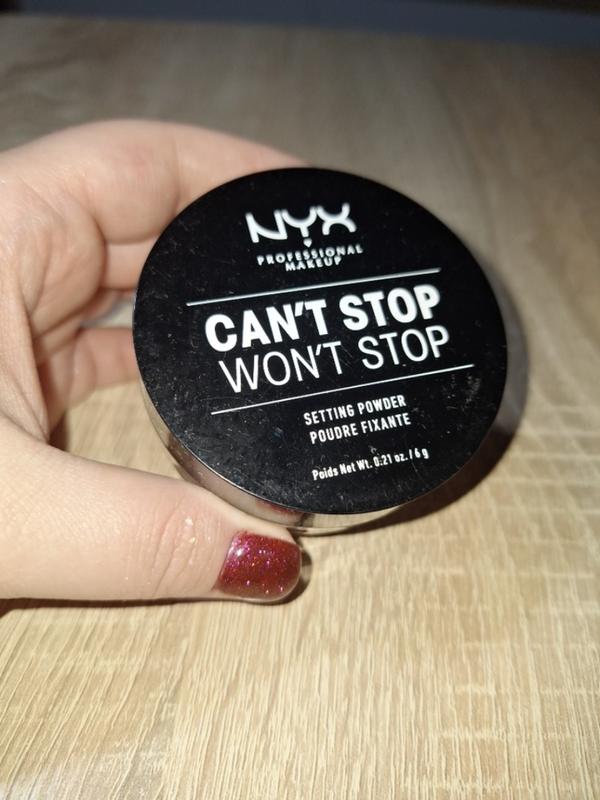 NYX
PROFESSIONAL
MAKEUP
CAN'T STOP
WON'T STOP
SETTING POWDER
POUDRE FIXANTE
Poids Net Wt. 0.21 oz. / 6 g